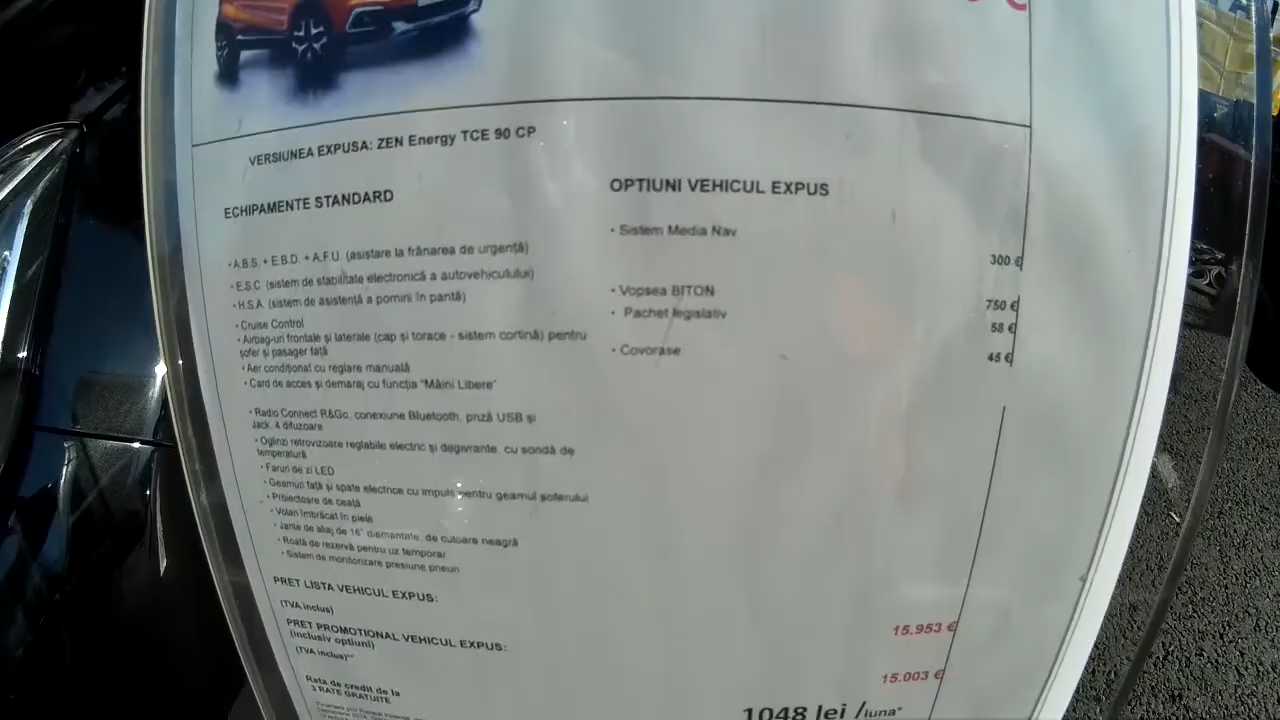 VERSIUNEA EXPUSA: ZEN Energy TCE 90 CP
ECHIPAMENTE STANDARD
• A.B.S. + E.B.D. + A.F.U. (asistare la frânarea de urgență)
• E.S.C (sistem de stabilitate electronică a autovehiculului)
• H.S.A. (sistem de asistență a pornirii în pantă)
• Cruise Control
• Airbag-uri frontale și laterale (cap și torace - sistem cortină) pentru
șofer și pasager față
• Aer condiționat cu reglare manuală
• Card de acces și demaraj cu funcția "Mâini Libere"
• Radio Connect R&Go, conexiune Bluetooth, priză USB și
Jack, 4 difuzoare
• Oglinzi retrovizoare reglabile electric și degivrante, cu sondă de
temperatură
• Faruri de zi LED
• Geamuri față și spate electrice cu impuls pentru geamul șoferului
• Proiectoare de ceață
• Volan îmbrăcat în piele
• Jante de aliaj de 16" diamantate, de culoare neagră
• Roată de rezervă pentru uz temporar
• Sistem de monitorizare presiune pneuri
OPTIUNI VEHICUL EXPUS
• Sistem Media Nav
300 €
• Vopsea BITON
750 €
• Pachet legislativ
58 €
• Covorase
45 €
PRET LISTA VEHICUL EXPUS:
(TVA inclus)
15.953 €
PRET PROMOTIONAL VEHICUL EXPUS:
(inclusiv optiuni)
(TVA inclus)**
15.003 €
Rata de credit de la
3 RATE GRATUITE
1048 lei /luna*